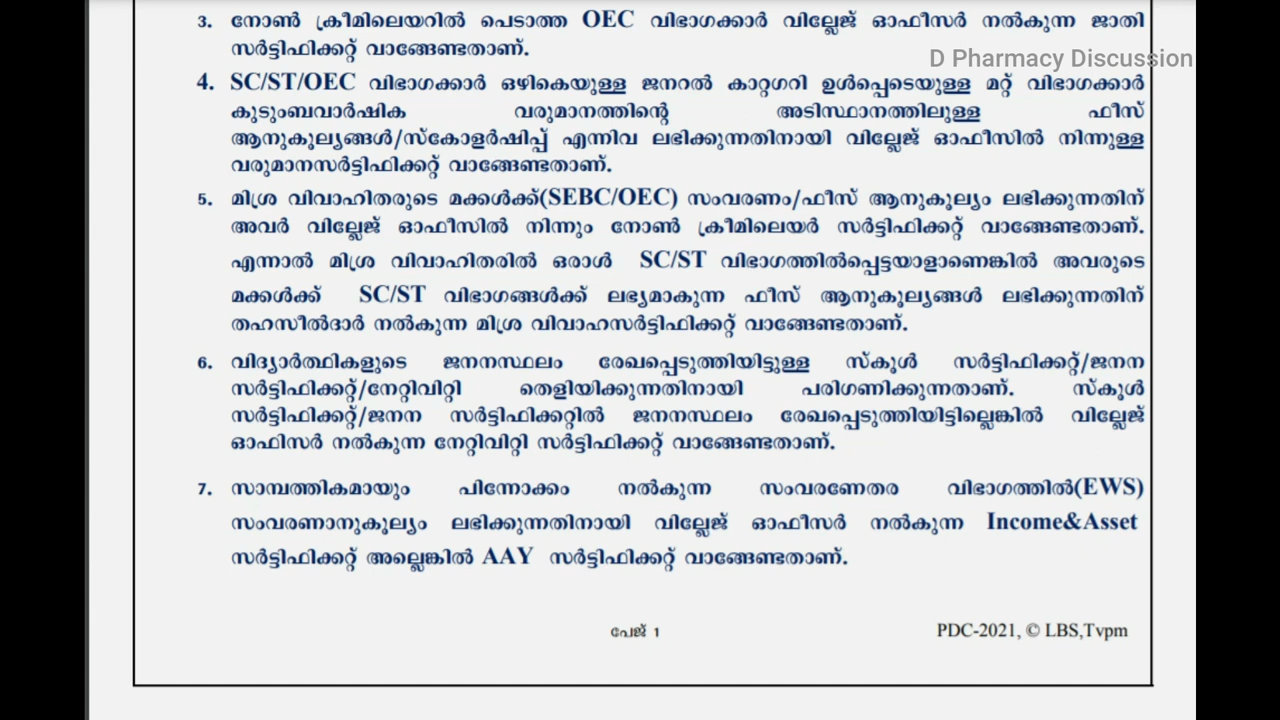 3. നോൺ ക്രീമിലെയറിൽ പെടാത്ത OEC വിഭാഗക്കാർ വില്ലേജ് ഓഫീസർ നൽകുന്ന ജാതി
സർട്ടിഫിക്കറ്റ് വാങ്ങേണ്ടതാണ്.
D Pharmacy Discussion
4. SC/ST/OEC വിഭാഗക്കാർ ഒഴികെയുള്ള ജനറൽ കാറ്റഗറി ഉൾപ്പെടെയുള്ള മറ്റ് വിഭാഗക്കാർ
കുടുംബവാർഷിക വരുമാനത്തിന്റെ അടിസ്ഥാനത്തിലുള്ള ഫീസ്
ആനുകൂല്യങ്ങൾ/സ്കോളർഷിപ്പ് എന്നിവ ലഭിക്കുന്നതിനായി വില്ലേജ് ഓഫീസിൽ നിന്നുള്ള
വരുമാനസർട്ടിഫിക്കറ്റ് വാങ്ങേണ്ടതാണ്.
5. മിശ്ര വിവാഹിതരുടെ മക്കൾക്ക്(SEBC/OEC) സംവരണം/ഫീസ് ആനുകൂല്യം ലഭിക്കുന്നതിന്
അവർ വില്ലേജ് ഓഫീസിൽ നിന്നും നോൺ ക്രീമിലെയർ സർട്ടിഫിക്കറ്റ് വാങ്ങേണ്ടതാണ്.
എന്നാൽ മിശ്ര വിവാഹിതരിൽ ഒരാൾ SC/ST വിഭാഗത്തിൽപ്പെട്ടയാളാണെങ്കിൽ അവരുടെ
മക്കൾക്ക് SC/ST വിഭാഗങ്ങൾക്ക് ലഭ്യമാകുന്ന ഫീസ് ആനുകൂല്യങ്ങൾ ലഭിക്കുന്നതിന്
തഹസീൽദാർ നൽകുന്ന മിശ്ര വിവാഹസർട്ടിഫിക്കറ്റ് വാങ്ങേണ്ടതാണ്.
6. വിദ്യാർത്ഥികളുടെ ജനനസ്ഥലം രേഖപ്പെടുത്തിയിട്ടുള്ള സ്കൂൾ സർട്ടിഫിക്കറ്റ്/ജനന
സർട്ടിഫിക്കറ്റ്/നേറ്റിവിറ്റി തെളിയിക്കുന്നതിനായി പരിഗണിക്കുന്നതാണ്. സ്കൂൾ
സർട്ടിഫിക്കറ്റ്/ജനന സർട്ടിഫിക്കറ്റിൽ ജനനസ്ഥലം രേഖപ്പെടുത്തിയിട്ടില്ലെങ്കിൽ വില്ലേജ്
ഓഫിസർ നൽകുന്ന നേറ്റിവിറ്റി സർട്ടിഫിക്കറ്റ് വാങ്ങേണ്ടതാണ്.
7. സാമ്പത്തികമായും പിന്നോക്കം നൽകുന്ന സംവരണേതര വിഭാഗത്തിൽ(EWS)
സംവരണാനുകൂല്യം ലഭിക്കുന്നതിനായി വില്ലേജ് ഓഫീസർ നൽകുന്ന Income&Asset
സർട്ടിഫിക്കറ്റ് അല്ലെങ്കിൽ AAY സർട്ടിഫിക്കറ്റ് വാങ്ങേണ്ടതാണ്.
പേജ് 1
PDC-2021, © LBS,Tvpm